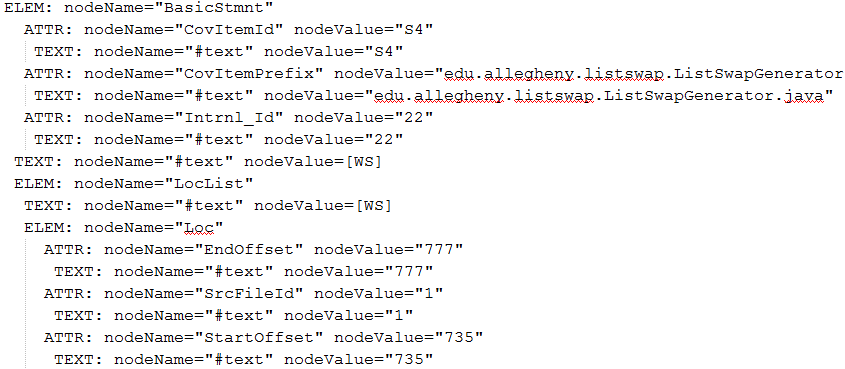 ELEM: nodeName="BasicStmnt"
ATTR: nodeName="CovItemId" nodeValue="S4"
TEXT: nodeName="#text" nodeValue="S4"
ATTR: nodeName="CovItemPrefix" nodeValue="edu.allegheny.listswap.ListSwapGenerator
TEXT: nodeName="#text" nodeValue="edu.allegheny.listswap.ListSwapGenerator.java"
ATTR: nodeName="Intrnl_Id" nodeValue="22"
TEXT: nodeName="#text" nodeValue="22"
TEXT: nodeName="#text" nodeValue=[WS]
ELEM: nodeName="LocList"
TEXT: nodeName="#text" nodeValue=[WS]
ELEM: nodeName="Loc"
ATTR: nodeName="EndOffset" nodeValue="777"
TEXT: nodeName="#text" nodeValue="777"
ATTR: nodeName="SrcFileId" nodeValue="1"
TEXT: nodeName="#text" nodeValue="1"
ATTR: nodeName="StartOffset" nodeValue="735"
TEXT: nodeName="#text" nodeValue="735"